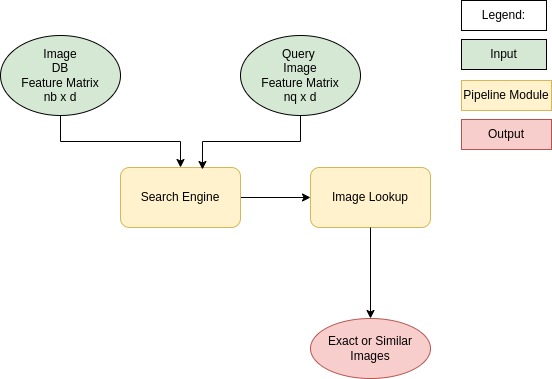 Legend:
Image
DB
Feature Matrix
nb x d
Query
Image
Feature Matrix
nq x d
Input
Pipeline Module
Output
Search Engine
Image Lookup
Exact or Similar
Images